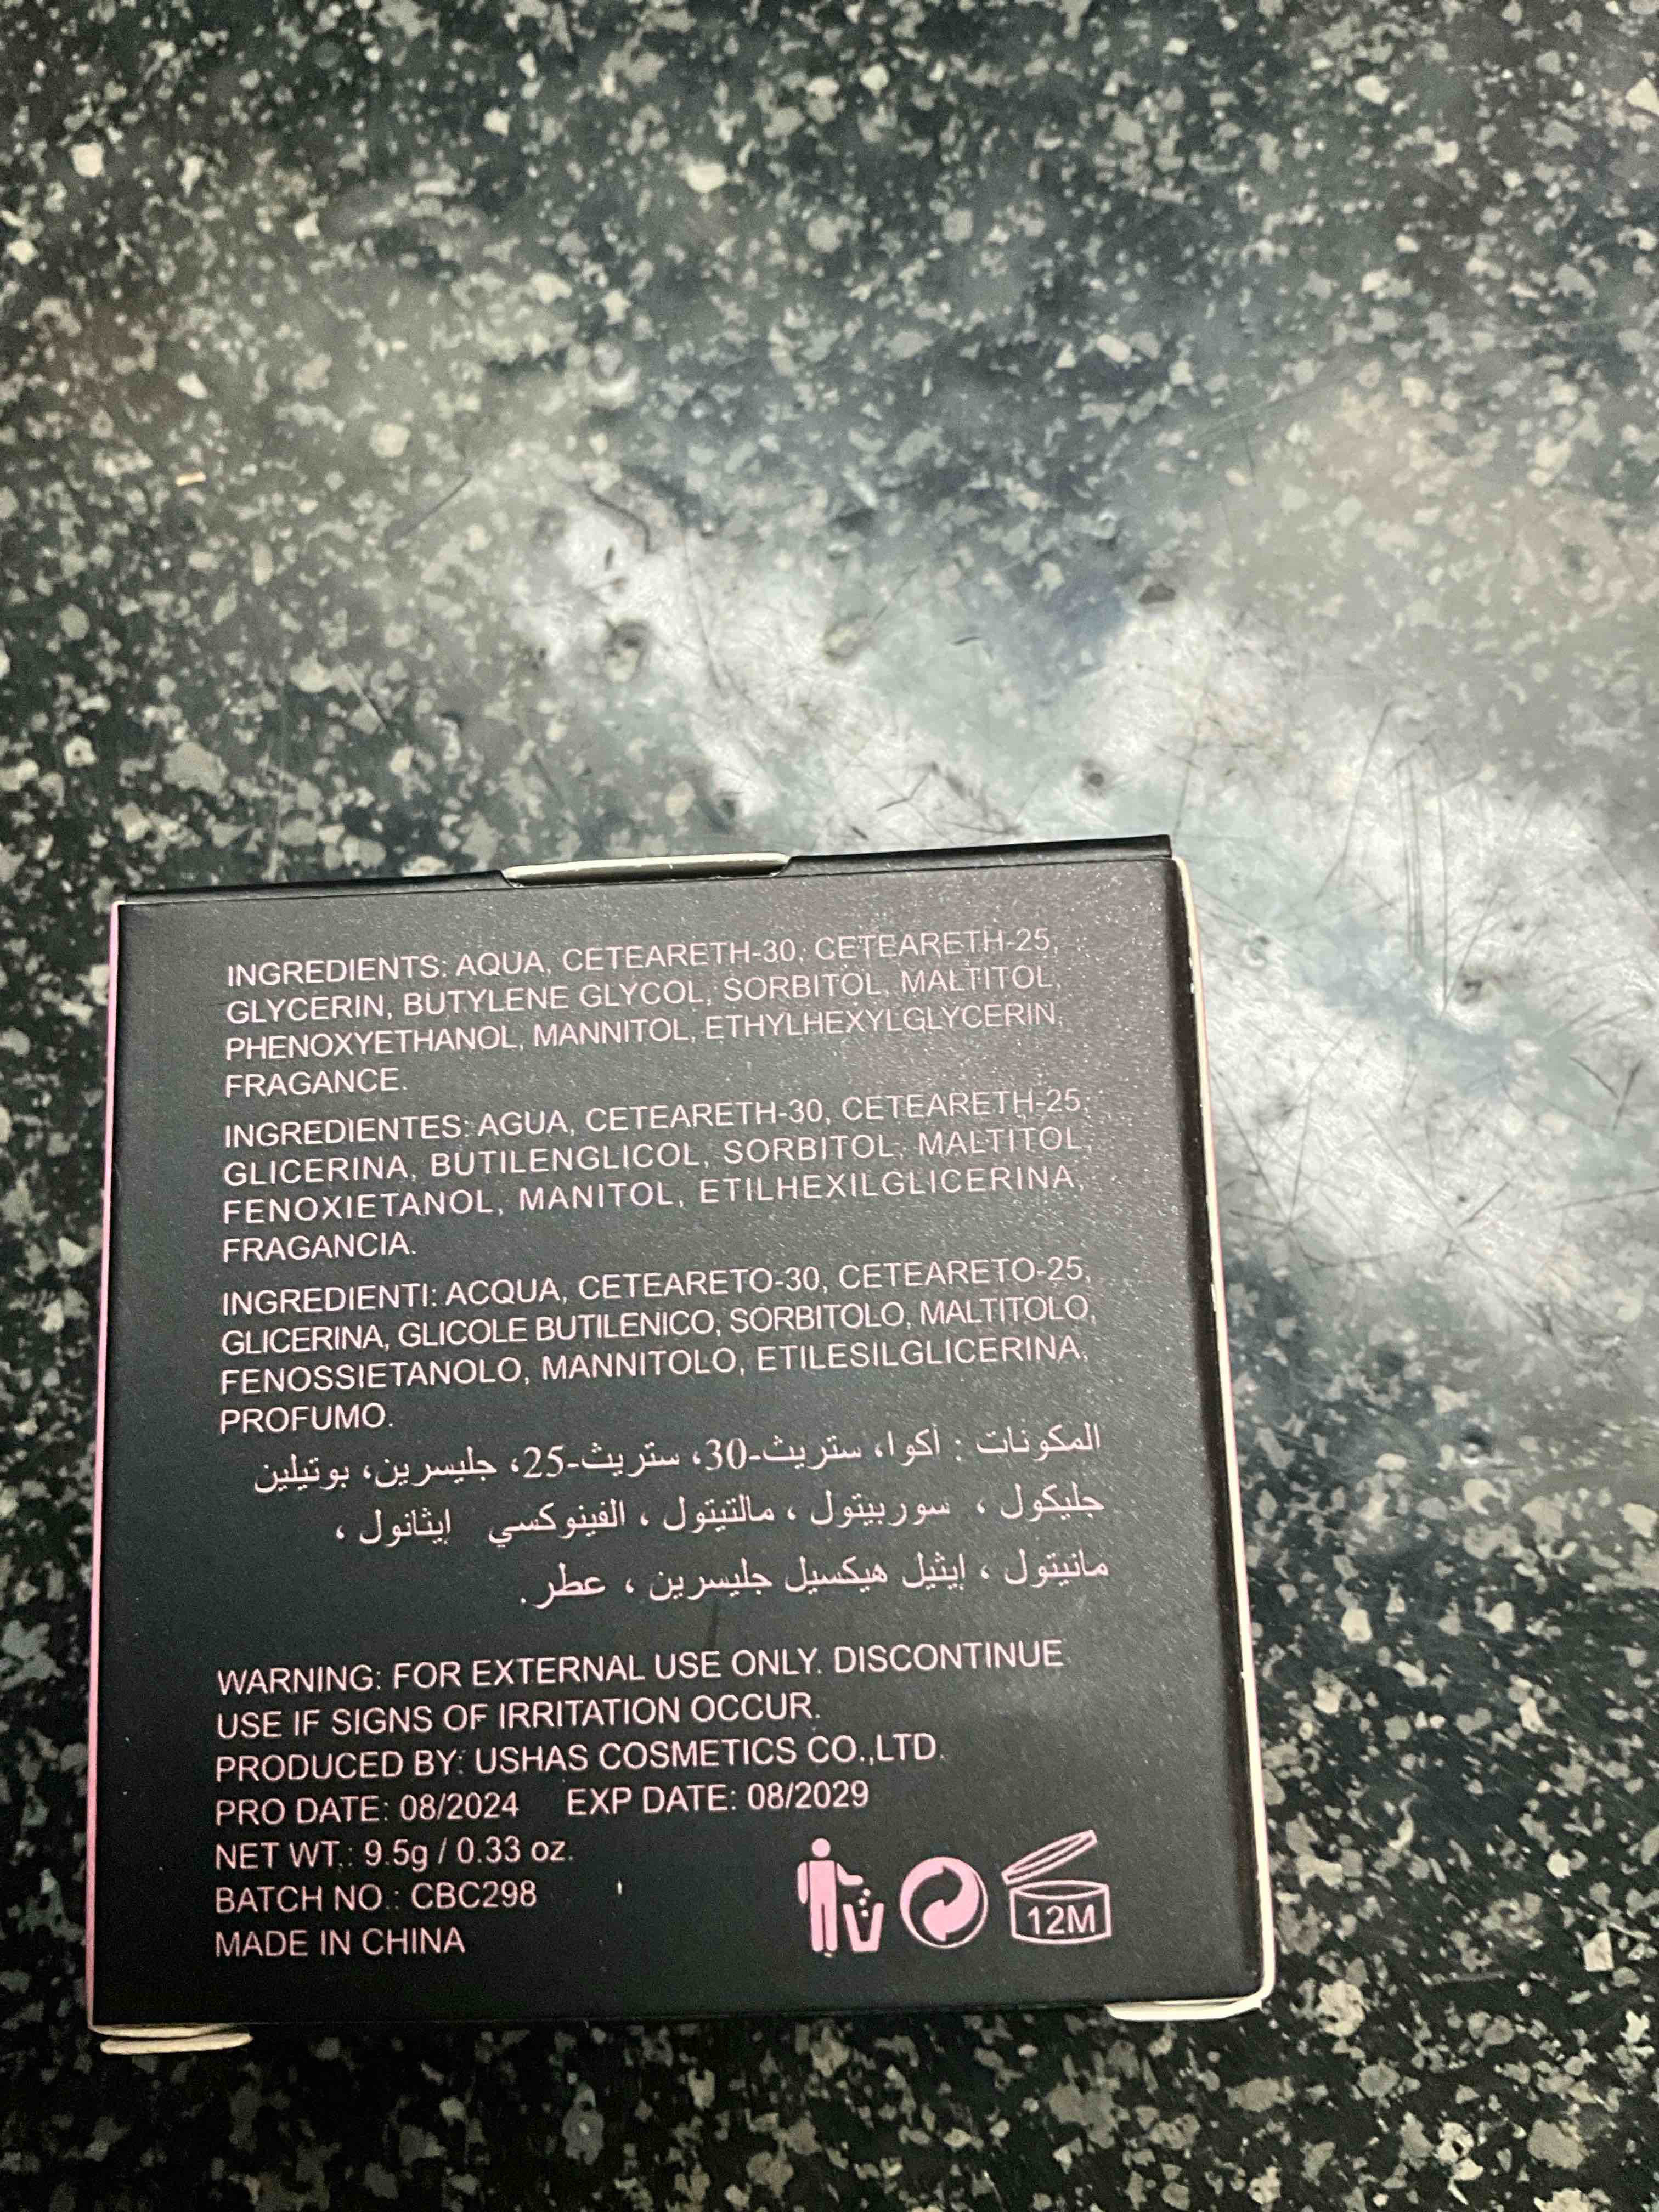 INGREDIENTS: AQUA, CETEARETH-30, CETEARETH-25,
GLYCERIN, BUTYLENE GLYCOL, SORBITOL, MALTITOL,
PHENOXYETHANOL, MANNITOL, ETHYLHEXYLGLYCERIN,
FRAGANCE.
INGREDIENTES: AGUA, CETEARETH-30, CETEARETH-25,
GLICERINA, BUTILENGLICOL, SORBITOL, MALTITOL,
FENOXIETANOL, MANITOL, ETILHEXILGLICERINA,
FRAGANCIA.
INGREDIENTI: ACQUA, CETEARETO-30, CETEARETO-25,
GLICERINA, GLICOLE BUTILENICO, SORBITOLO, MALTITOLO,
FENOSSIETANOLO, MANNITOLO, ETILESILGLICERINA,
PROFUMO.
المكونات : أكوا، ستريث-30، ستريث-25، جليسرين، بوتيلين
جليكول ، سوربيتول ، مالتيتول ، الفينوكسي إيثانول ،
مانيتول ، إيثيل هيكسيل جليسرين ، عطر.
WARNING: FOR EXTERNAL USE ONLY. DISCONTINUE
USE IF SIGNS OF IRRITATION OCCUR.
PRODUCED BY: USHAS COSMETICS CO.,LTD.
PRO DATE: 08/2024 EXP DATE: 08/2029
NET WT.: 9.5g / 0.33 oz.
BATCH NO.: CBC298
MADE IN CHINA
12M